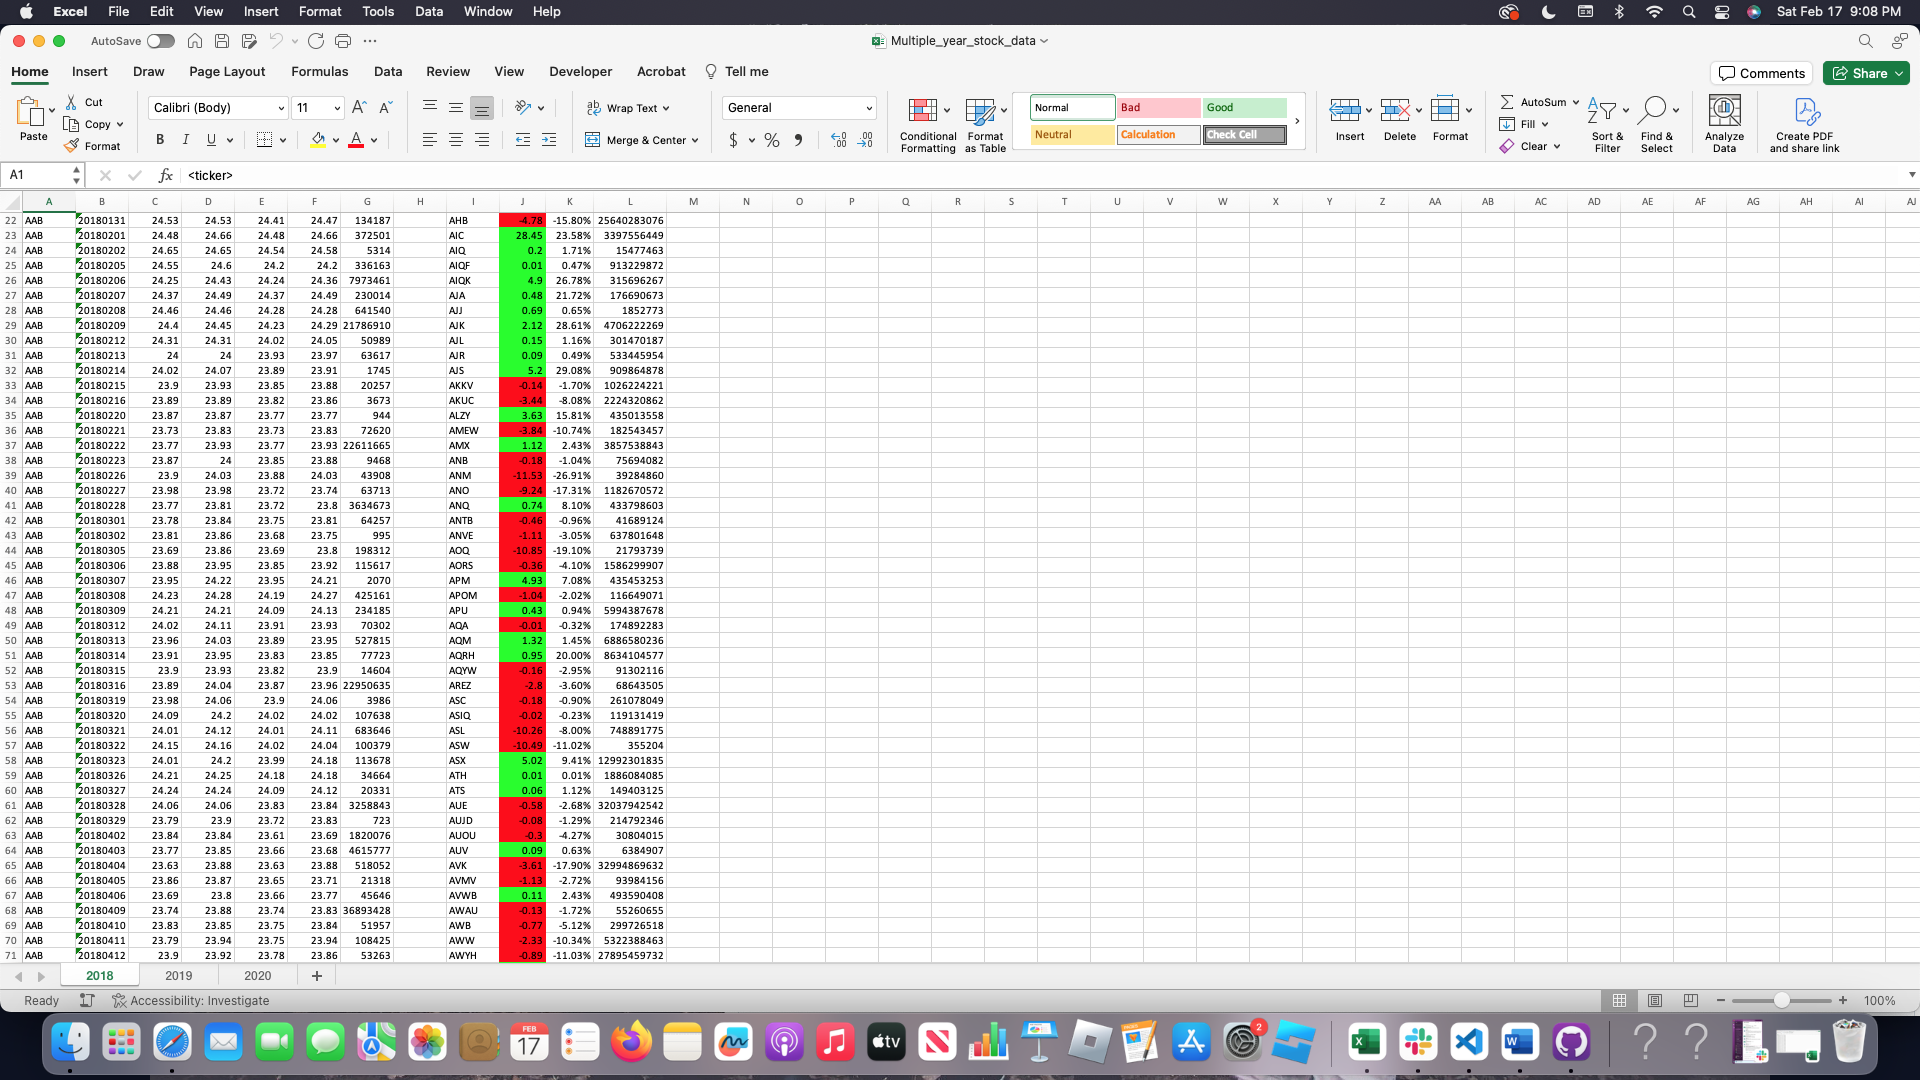 Excel File Edit View Insert Format Tools Data Window Help Sat Feb 17 9:08 PM
AutoSave Multiple_year_stock_data
Home Insert Draw Page Layout Formulas Data Review View Developer Acrobat Tell me Comments Share
Paste Cut Copy Format
Calibri (Body) 11
B I U
Wrap Text
Merge & Center
General
$ % 9
Conditional Formatting
Format as Table
Normal Bad Good
Neutral Calculation Check Cell
Insert Delete Format
AutoSum
Fill
Clear
Sort & Filter
Find & Select
Analyze Data
Create PDF and share link
A1 fx <ticker>
A B C D E F G H I J K L M N O P Q R S T U V W X Y Z AA AB AC AD AE AF AG AH AI AJ
22 AAB 20180131 24.53 24.53 24.41 24.47 134187 AHB -4.78 -15.80% 25640283076
23 AAB 20180201 24.48 24.66 24.48 24.66 372501 AIC 28.45 23.58% 3397556449
24 AAB 20180202 24.65 24.65 24.54 24.58 5314 AIQ 0.2 1.71% 15477463
25 AAB 20180205 24.55 24.6 24.2 24.2 336163 AIQF 0.01 0.47% 913229872
26 AAB 20180206 24.25 24.43 24.24 24.36 7973461 AIQK 4.9 26.78% 315696267
27 AAB 20180207 24.37 24.49 24.37 24.49 230014 AJA 0.48 21.72% 176690673
28 AAB 20180208 24.46 24.46 24.28 24.28 641540 AJJ 0.69 0.65% 1852773
29 AAB 20180209 24.4 24.45 24.23 24.29 21786910 AJK 2.12 28.61% 4706222269
30 AAB 20180212 24.31 24.31 24.02 24.05 50989 AJL 0.15 1.16% 301470187
31 AAB 20180213 24 24 23.93 23.97 63617 AJR 0.09 0.49% 533445954
32 AAB 20180214 24.02 24.07 23.89 23.91 1745 AJS 5.2 29.08% 909864878
33 AAB 20180215 23.9 23.93 23.85 23.88 20257 AKKV -0.14 -1.70% 1026224221
34 AAB 20180216 23.89 23.89 23.82 23.86 3673 AKUC -3.44 -8.08% 2224320862
35 AAB 20180220 23.87 23.87 23.77 23.77 944 ALZY 3.63 15.81% 435013558
36 AAB 20180221 23.73 23.83 23.73 23.83 72620 AMEW -3.84 -10.74% 182543457
37 AAB 20180222 23.77 23.93 23.77 23.93 22611665 AMX 1.12 2.43% 3857538843
38 AAB 20180223 23.87 24 23.85 23.88 9468 ANB -0.18 -1.04% 75694082
39 AAB 20180226 23.9 24.03 23.88 24.03 43908 ANM -11.53 -26.91% 39284860
40 AAB 20180227 23.98 23.98 23.72 23.74 63713 ANO -9.24 -17.31% 1182670572
41 AAB 20180228 23.77 23.81 23.72 23.8 3634673 ANQ 0.74 8.10% 433798603
42 AAB 20180301 23.78 23.84 23.75 23.81 64257 ANTB -0.46 -0.96% 41689124
43 AAB 20180302 23.81 23.86 23.68 23.75 995 ANVE -1.11 -3.05% 637801648
44 AAB 20180305 23.69 23.86 23.69 23.8 198312 AOQ -10.85 -19.10% 21793739
45 AAB 20180306 23.88 23.95 23.85 23.92 115617 AORS -0.36 -4.10% 1586299907
46 AAB 20180307 23.95 24.22 23.95 24.21 2070 APM 4.93 7.08% 435453253
47 AAB 20180308 24.23 24.28 24.19 24.27 425161 APOM -1.04 -2.02% 116649071
48 AAB 20180309 24.21 24.21 24.09 24.13 234185 APU 0.43 0.94% 5994387678
49 AAB 20180312 24.02 24.11 23.91 23.93 70302 AQA -0.01 -0.32% 174892283
50 AAB 20180313 23.96 24.03 23.89 23.95 527815 AQM 1.32 1.45% 6886580236
51 AAB 20180314 23.91 23.95 23.83 23.85 77723 AQRH 0.95 20.00% 8634104577
52 AAB 20180315 23.9 23.93 23.82 23.9 14604 AQYW -0.16 -2.95% 91302116
53 AAB 20180316 23.89 24.04 23.87 23.96 22950635 AREZ -2.8 -3.60% 68643505
54 AAB 20180319 23.98 24.06 23.9 24.06 3986 ASC -0.18 -0.90% 261078049
55 AAB 20180320 24.09 24.2 24.02 24.02 107638 ASIQ -0.02 -0.23% 119131419
56 AAB 20180321 24.01 24.12 24.01 24.11 683646 ASL -10.26 -8.00% 748891775
57 AAB 20180322 24.15 24.16 24.02 24.04 100379 ASW -10.49 -11.02% 355204
58 AAB 20180323 24.01 24.2 23.99 24.18 113678 ASX 5.02 9.41% 12992301835
59 AAB 20180326 24.21 24.25 24.18 24.18 34664 ATH 0.01 0.01% 1886084085
60 AAB 20180327 24.24 24.24 24.09 24.12 20331 ATS 0.06 1.12% 149403125
61 AAB 20180328 24.06 24.06 23.83 23.84 3258843 AUE -0.58 -2.68% 32037942542
62 AAB 20180329 23.79 23.9 23.72 23.83 723 AUJD -0.08 -1.29% 214792346
63 AAB 20180402 23.84 23.84 23.61 23.69 1820076 AUOU -0.3 -4.27% 30804015
64 AAB 20180403 23.77 23.85 23.66 23.68 4615777 AUV 0.09 0.63% 6384907
65 AAB 20180404 23.63 23.88 23.63 23.88 518052 AVK -3.61 -17.90% 32994869632
66 AAB 20180405 23.86 23.87 23.65 23.71 21318 AVMV -1.13 -2.72% 93984156
67 AAB 20180406 23.69 23.8 23.66 23.77 45646 AVWB 0.11 2.43% 493590408
68 AAB 20180409 23.74 23.88 23.74 23.83 36893428 AWAU -0.13 -1.72% 55260655
69 AAB 20180410 23.83 23.85 23.75 23.84 51957 AWB -0.77 -5.12% 299726518
70 AAB 20180411 23.79 23.94 23.75 23.94 108425 AWW -2.33 -10.34% 5322388463
71 AAB 20180412 23.9 23.92 23.78 23.86 53263 AWYH -0.89 -11.03% 27895459732
2018 2019 2020 +
Ready Accessibility: Investigate 100%
FEB 17 tv 2